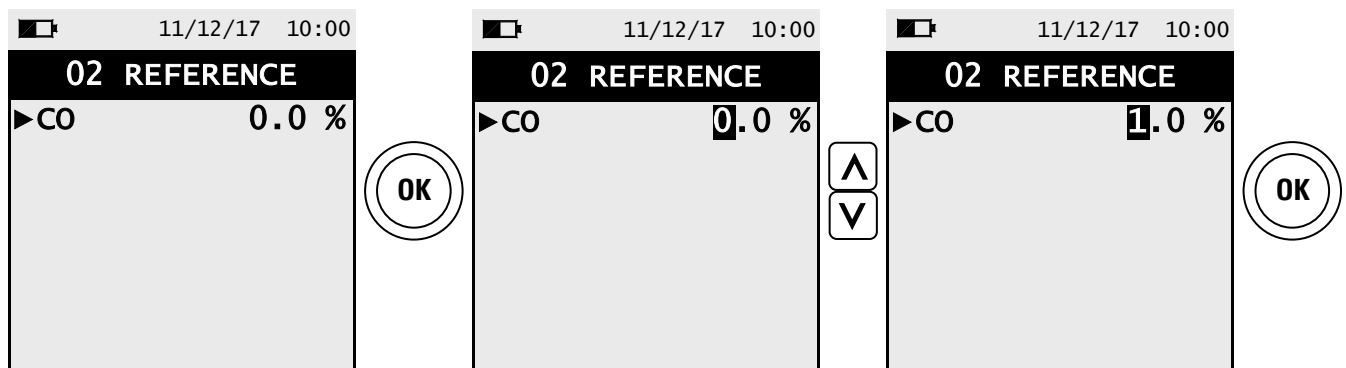 11/12/17 10:00
02 REFERENCE
▶CO 0.0 %
OK
11/12/17 10:00
02 REFERENCE
▶CO 0.0 %
11/12/17 10:00
02 REFERENCE
▶CO 1.0 %
OK